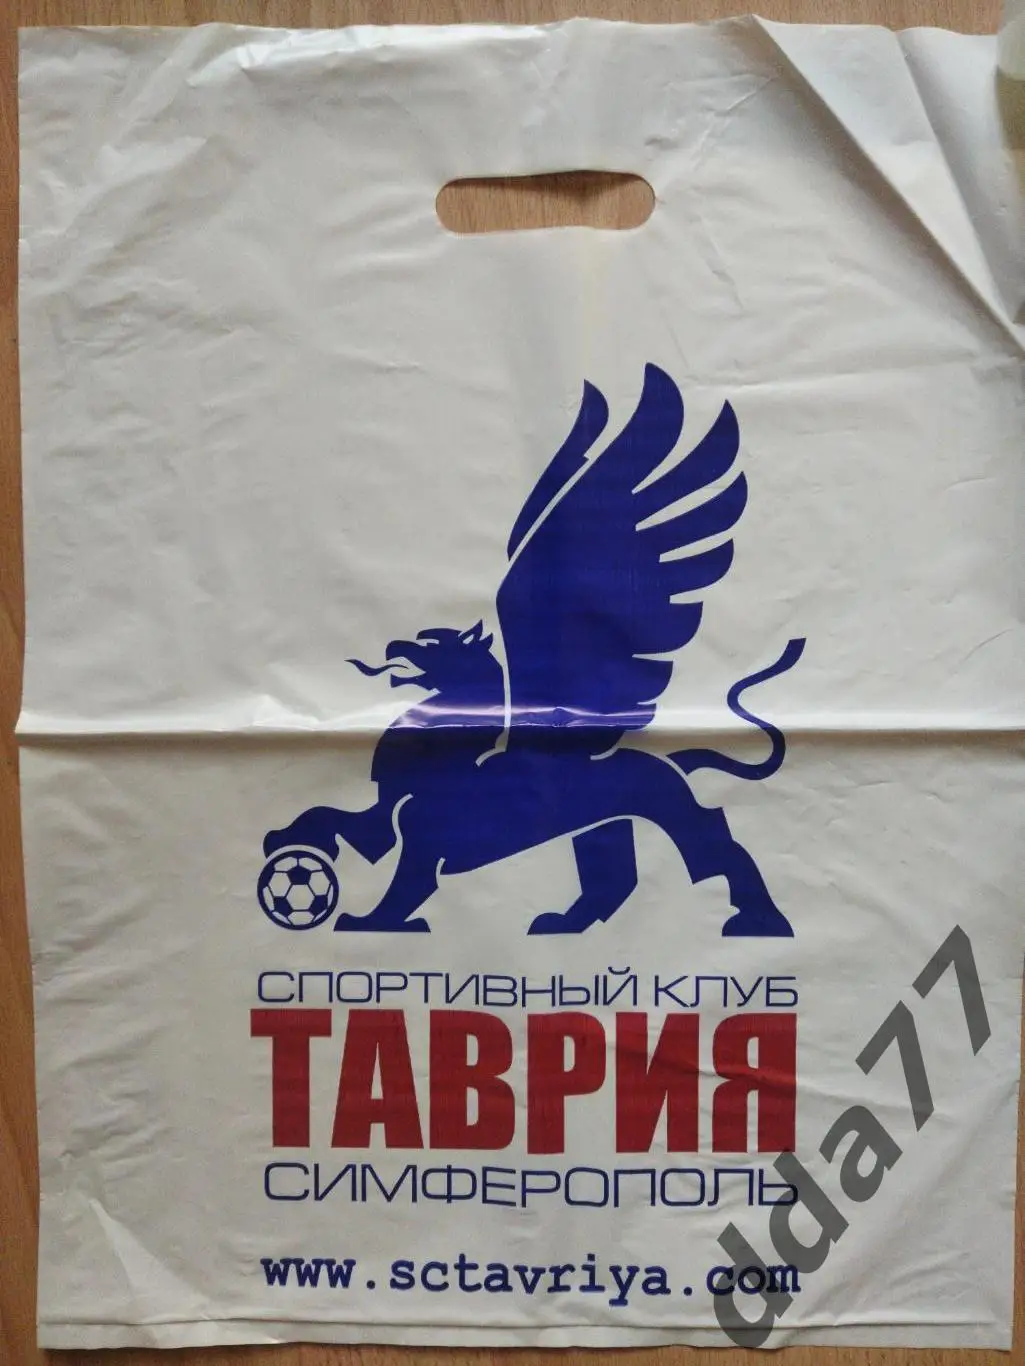 СПОРТИВНЫЙ КЛУБ
ТАВРИЯ
СИМФЕРОПОЛЬ
www.sctavriya.com
dda77